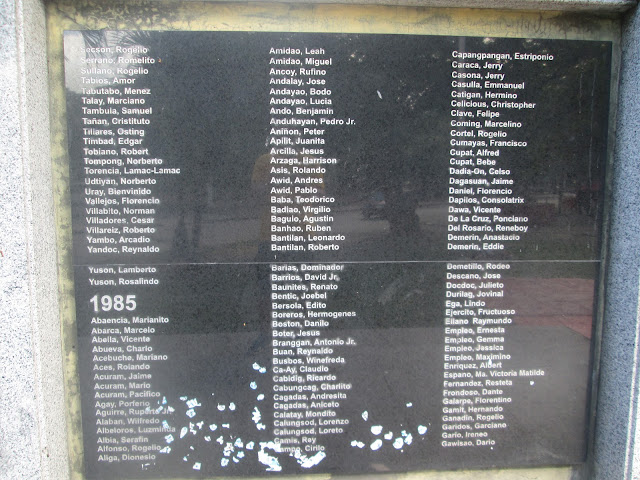 Secson, Rogelio
Serrano, Romelito
Sullano, Rogelio
Tabios, Amor
Tabutabo, Menez
Talay, Marciano
Tambula, Samuel
Tañan, Cristituto
Tillares, Osting
Timbad, Edgar
Tobiano, Robert
Tompong, Norberto
Torencia, Lamac-Lamac
Udtiyan, Norberto
Uray, Bienvinido
Vallejos, Florencio
Villabito, Norman
Villadores, Cesar
Villareiz, Roberto
Yambo, Arcadio
Yandoc, Reynaldo
Yuson, Lamberto
Yuson, Rosalindo
1985
Abaencia, Marianito
Abarca, Marcelo
Abella, Vicente
Abueva, Chario
Acebuche, Mariano
Aces, Rolando
Acuram, Jaime
Acuram, Mario
Acuram, Pacifico
Agay, Porferio
Aguirre, Ruperto Jr.
Alaban, Wilfredo
Albelores, Luzminda
Albia, Serafin
Alfonso, Rogelio
Aliga, Dionesio
Amidao, Leah
Amidao, Miguel
Ancoy, Rufino
Andalay, Jose
Andayao, Bodo
Andayao, Lucia
Ando, Benjamin
Anduhayan, Pedro Jr.
Aniñon, Peter
Apilit, Juanita
Arcilla, Jesus
Arzaga, Harrison
Asis, Rolando
Awid, Andres
Awid, Pablo
Baba, Teodorico
Badiao, Virgilio
Baguio, Agustin
Banhao, Ruben
Bantilan, Leonardo
Bantilan, Roberto
Barias, Dominador
Barrios, David Jr.
Baunites, Renato
Bentic, Joebel
Bersola, Edito
Boreros, Hermogenes
Boston, Danilo
Boter, Jesus
Branggan, Antonio Jr.
Buan, Reynaldo
Busbos, Winefreda
Ca-Ay, Claudio
Cabidig, Ricardo
Cabungcag, Charlito
Cagadas, Andresita
Cagadas, Aniceto
Calatay, Mondito
Calungsod, Lorenzo
Calungsod, Loreto
Camis, Rey
Cirilo
Capangpangan, Estriponio
Caraca, Jerry
Casona, Jerry
Casulla, Emmanuel
Catigan, Hermino
Celicious, Christopher
Clave, Felipe
Coming, Marcelino
Cortel, Rogelio
Cumayas, Francisco
Cupat, Alfred
Cupat, Bebe
Dadia-On, Celso
Dagasuan, Jaime
Daniel, Florencio
Dapilos, Consolatrix
Dawa, Vicente
De La Cruz, Ponciano
Del Rosario, Reneboy
Demerin, Anastacio
Demerin, Eddie
Demetillo, Rodeo
Descano, Jose
Docdoc, Julieto
Durilag, Jovinal
Ega, Lindo
Ejercito, Fructuoso
Eilano Raymundo
Empleo, Ernesta
Empleo, Gemma
Empleo, Jessica
Empleo, Maximino
Enriquez, Albert
Espano, Ma. Victoria Matilde
Fernandez, Resteta
Frondoso, Dante
Galarpe, Florentino
Gamit, Hernando
Ganadin, Rogelio
Garidos, Garciano
Gario, Ireneo
Gawisao, Dario